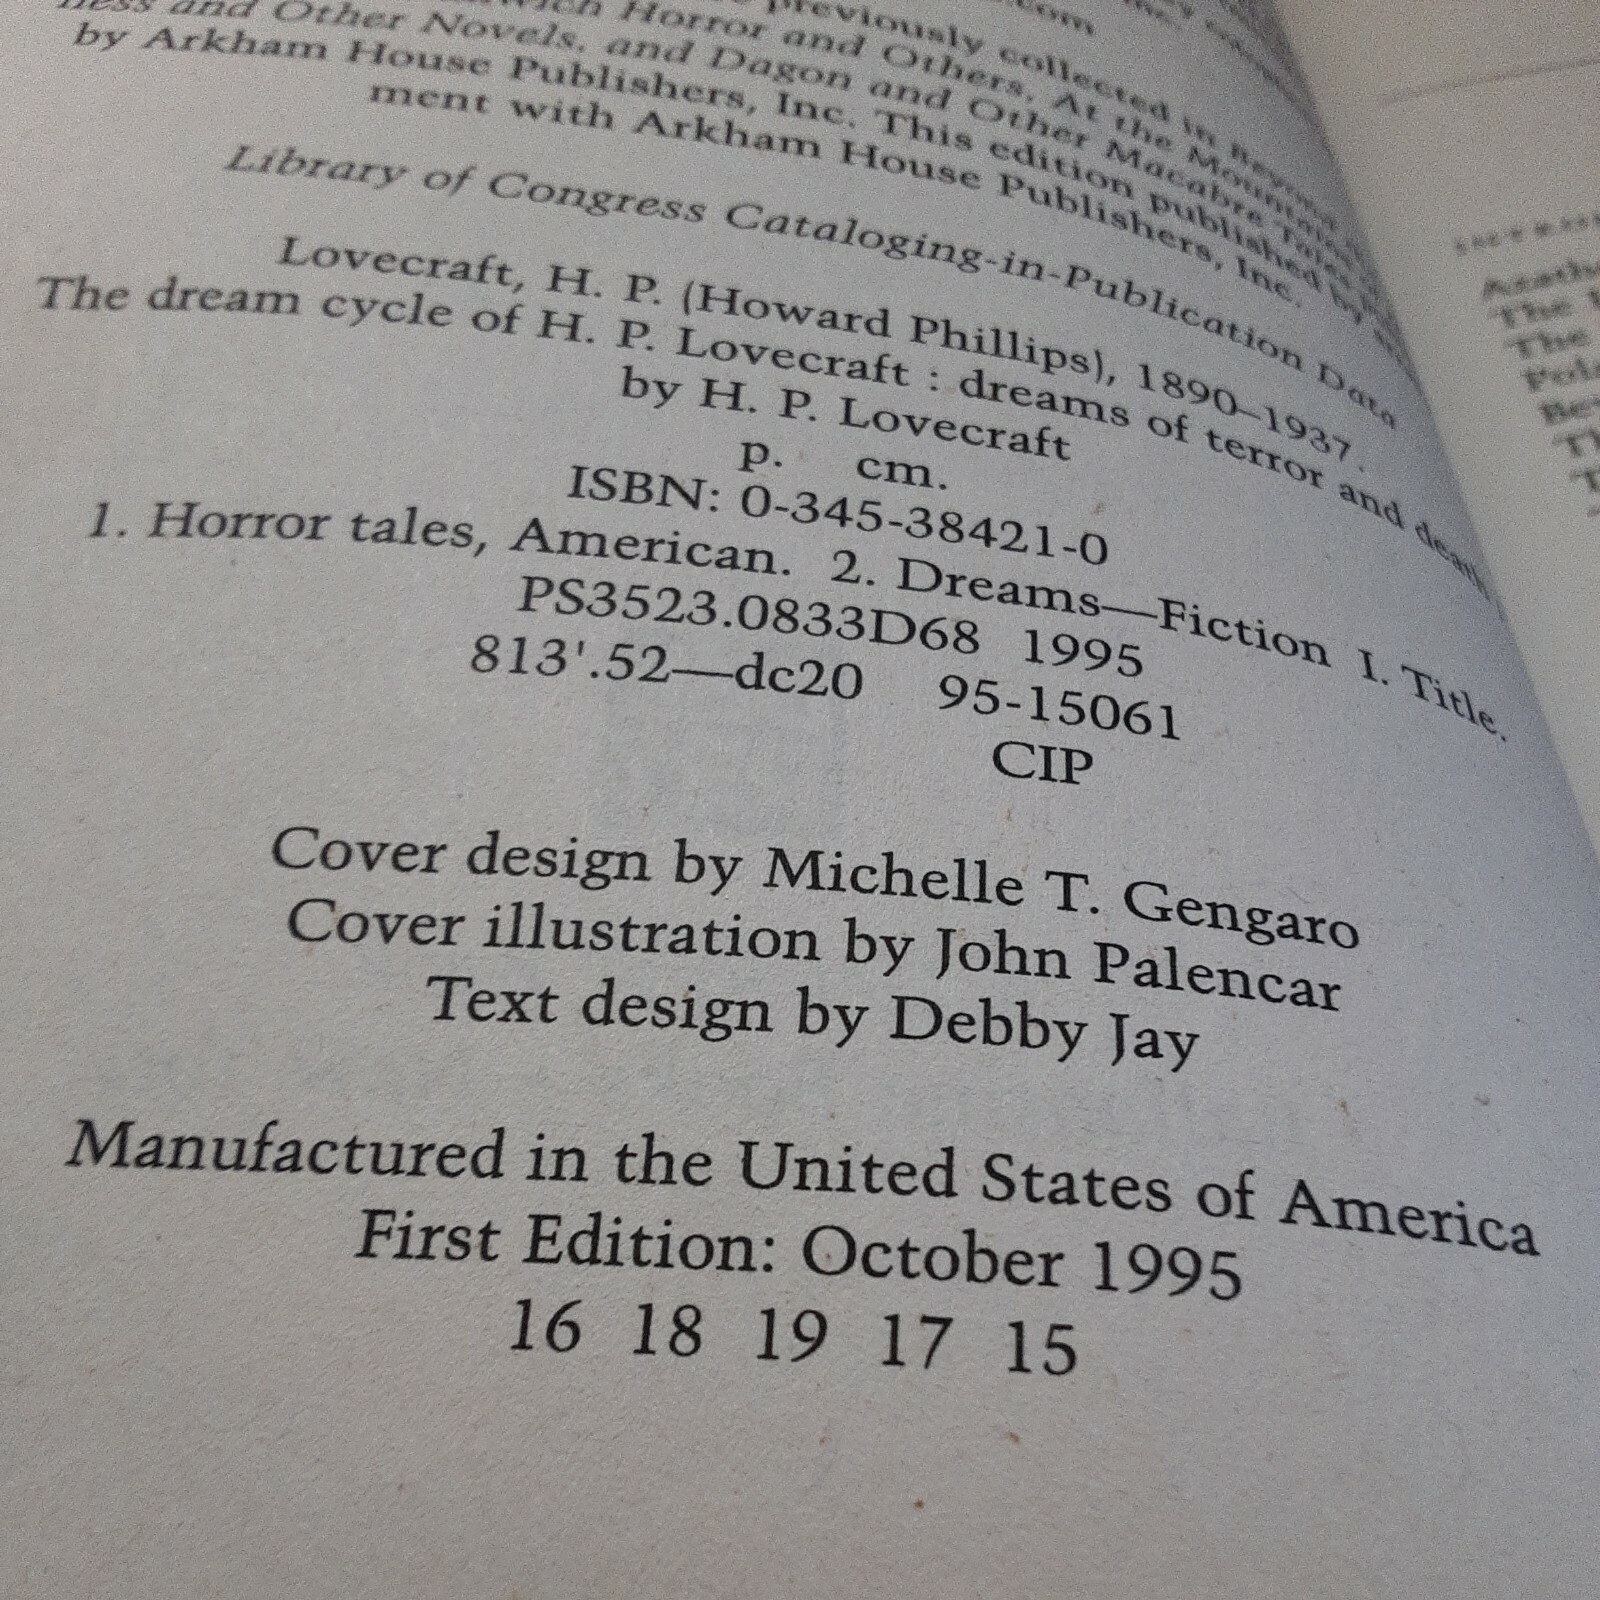 com
previously collected in
Horror and Others, At the Mountains
ness and Other Novels, and Dagon and Other Macabre Tales
by Arkham House Publishers, Inc. This edition published by
ment with Arkham House Publishers, Inc.
Library of Congress Cataloging-in-Publication Data
Lovecraft, H. P. (Howard Phillips), 1890–1937.
The dream cycle of H. P. Lovecraft : dreams of terror and death
by H. P. Lovecraft
p. cm.
ISBN: 0-345-38421-0
1. Horror tales, American. 2. Dreams—Fiction I. Title.
PS3523.0833D68 1995
813'.52—dc20 95-15061
CIP
Cover design by Michelle T. Gengaro
Cover illustration by John Palencar
Text design by Debby Jay
Manufactured in the United States of America
First Edition: October 1995
16 18 19 17 15
The
The